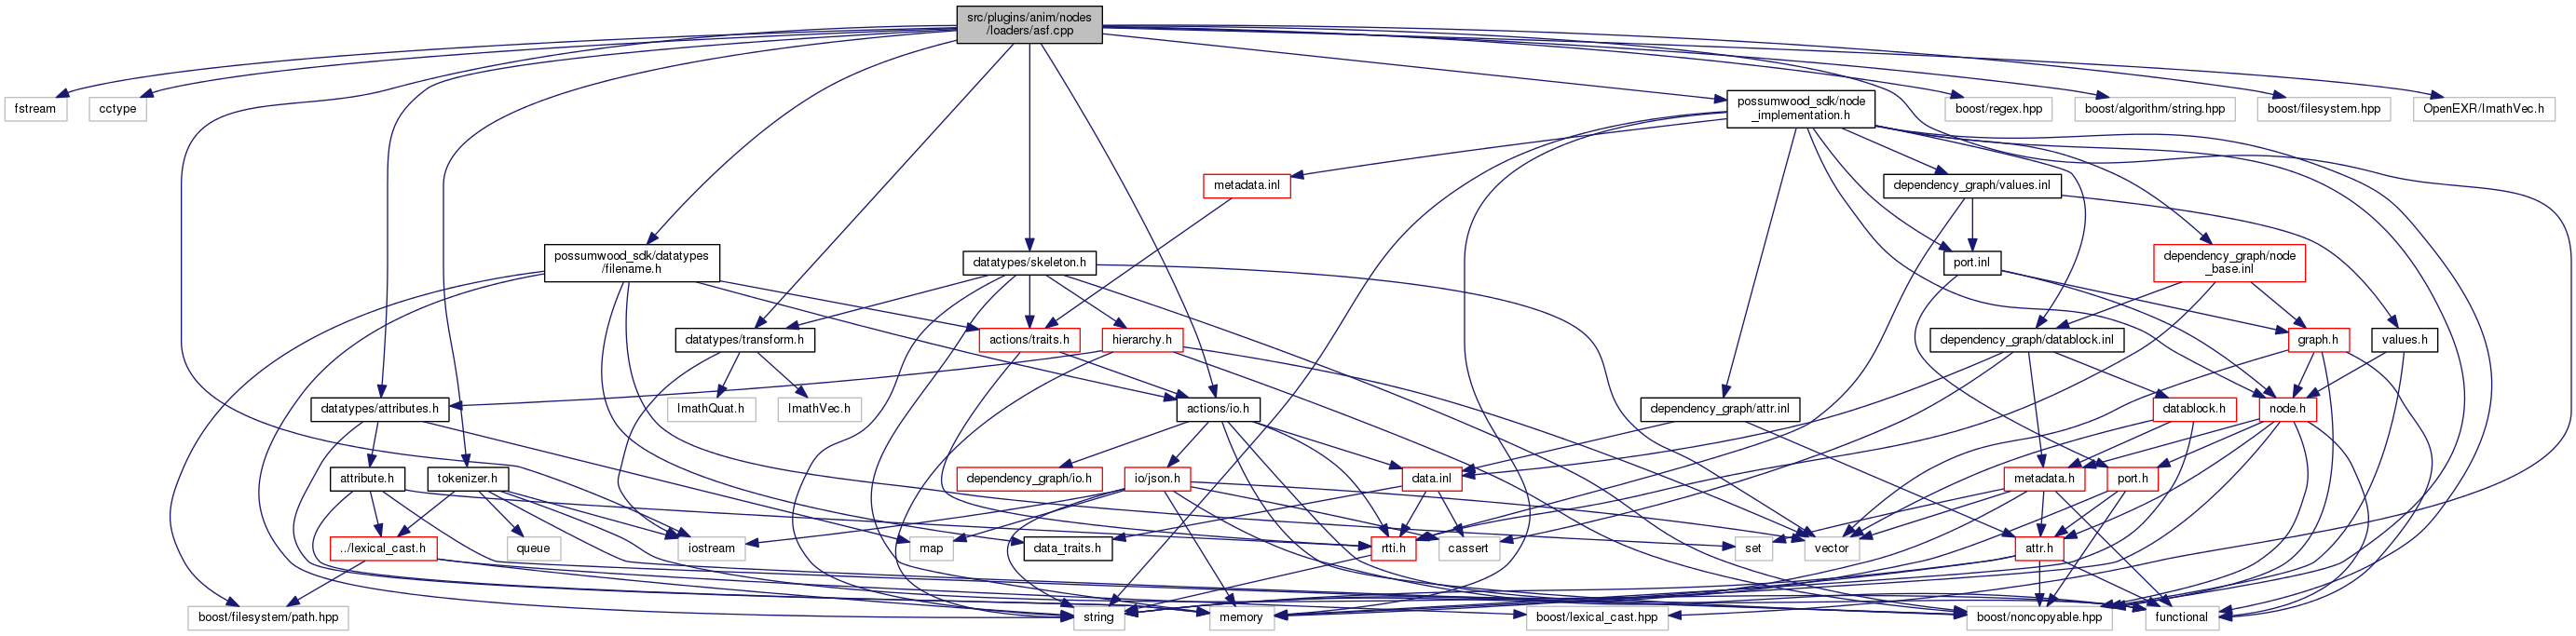 src/plugins/anim/nodes
/loaders/asf.cpp
fstream
cctype
possumwood_sdk/node
_implementation.h
boost/regex.hpp
boost/algorithm/string.hpp
boost/filesystem.hpp
OpenEXR/ImathVec.h
metadata.inl
dependency_graph/values.inl
possumwood_sdk/datatypes
/filename.h
datatypes/skeleton.h
port.inl
dependency_graph/node
_base.inl
datatypes/transform.h
actions/traits.h
hierarchy.h
dependency_graph/datablock.inl
graph.h
values.h
datatypes/attributes.h
ImathQuat.h
ImathVec.h
actions/io.h
dependency_graph/attr.inl
datablock.h
node.h
attribute.h
tokenizer.h
dependency_graph/io.h
io/json.h
data.inl
metadata.h
port.h
../lexical_cast.h
queue
iostream
map
data_traits.h
rtti.h
cassert
set
vector
attr.h
boost/filesystem/path.hpp
string
memory
boost/lexical_cast.hpp
boost/noncopyable.hpp
functional